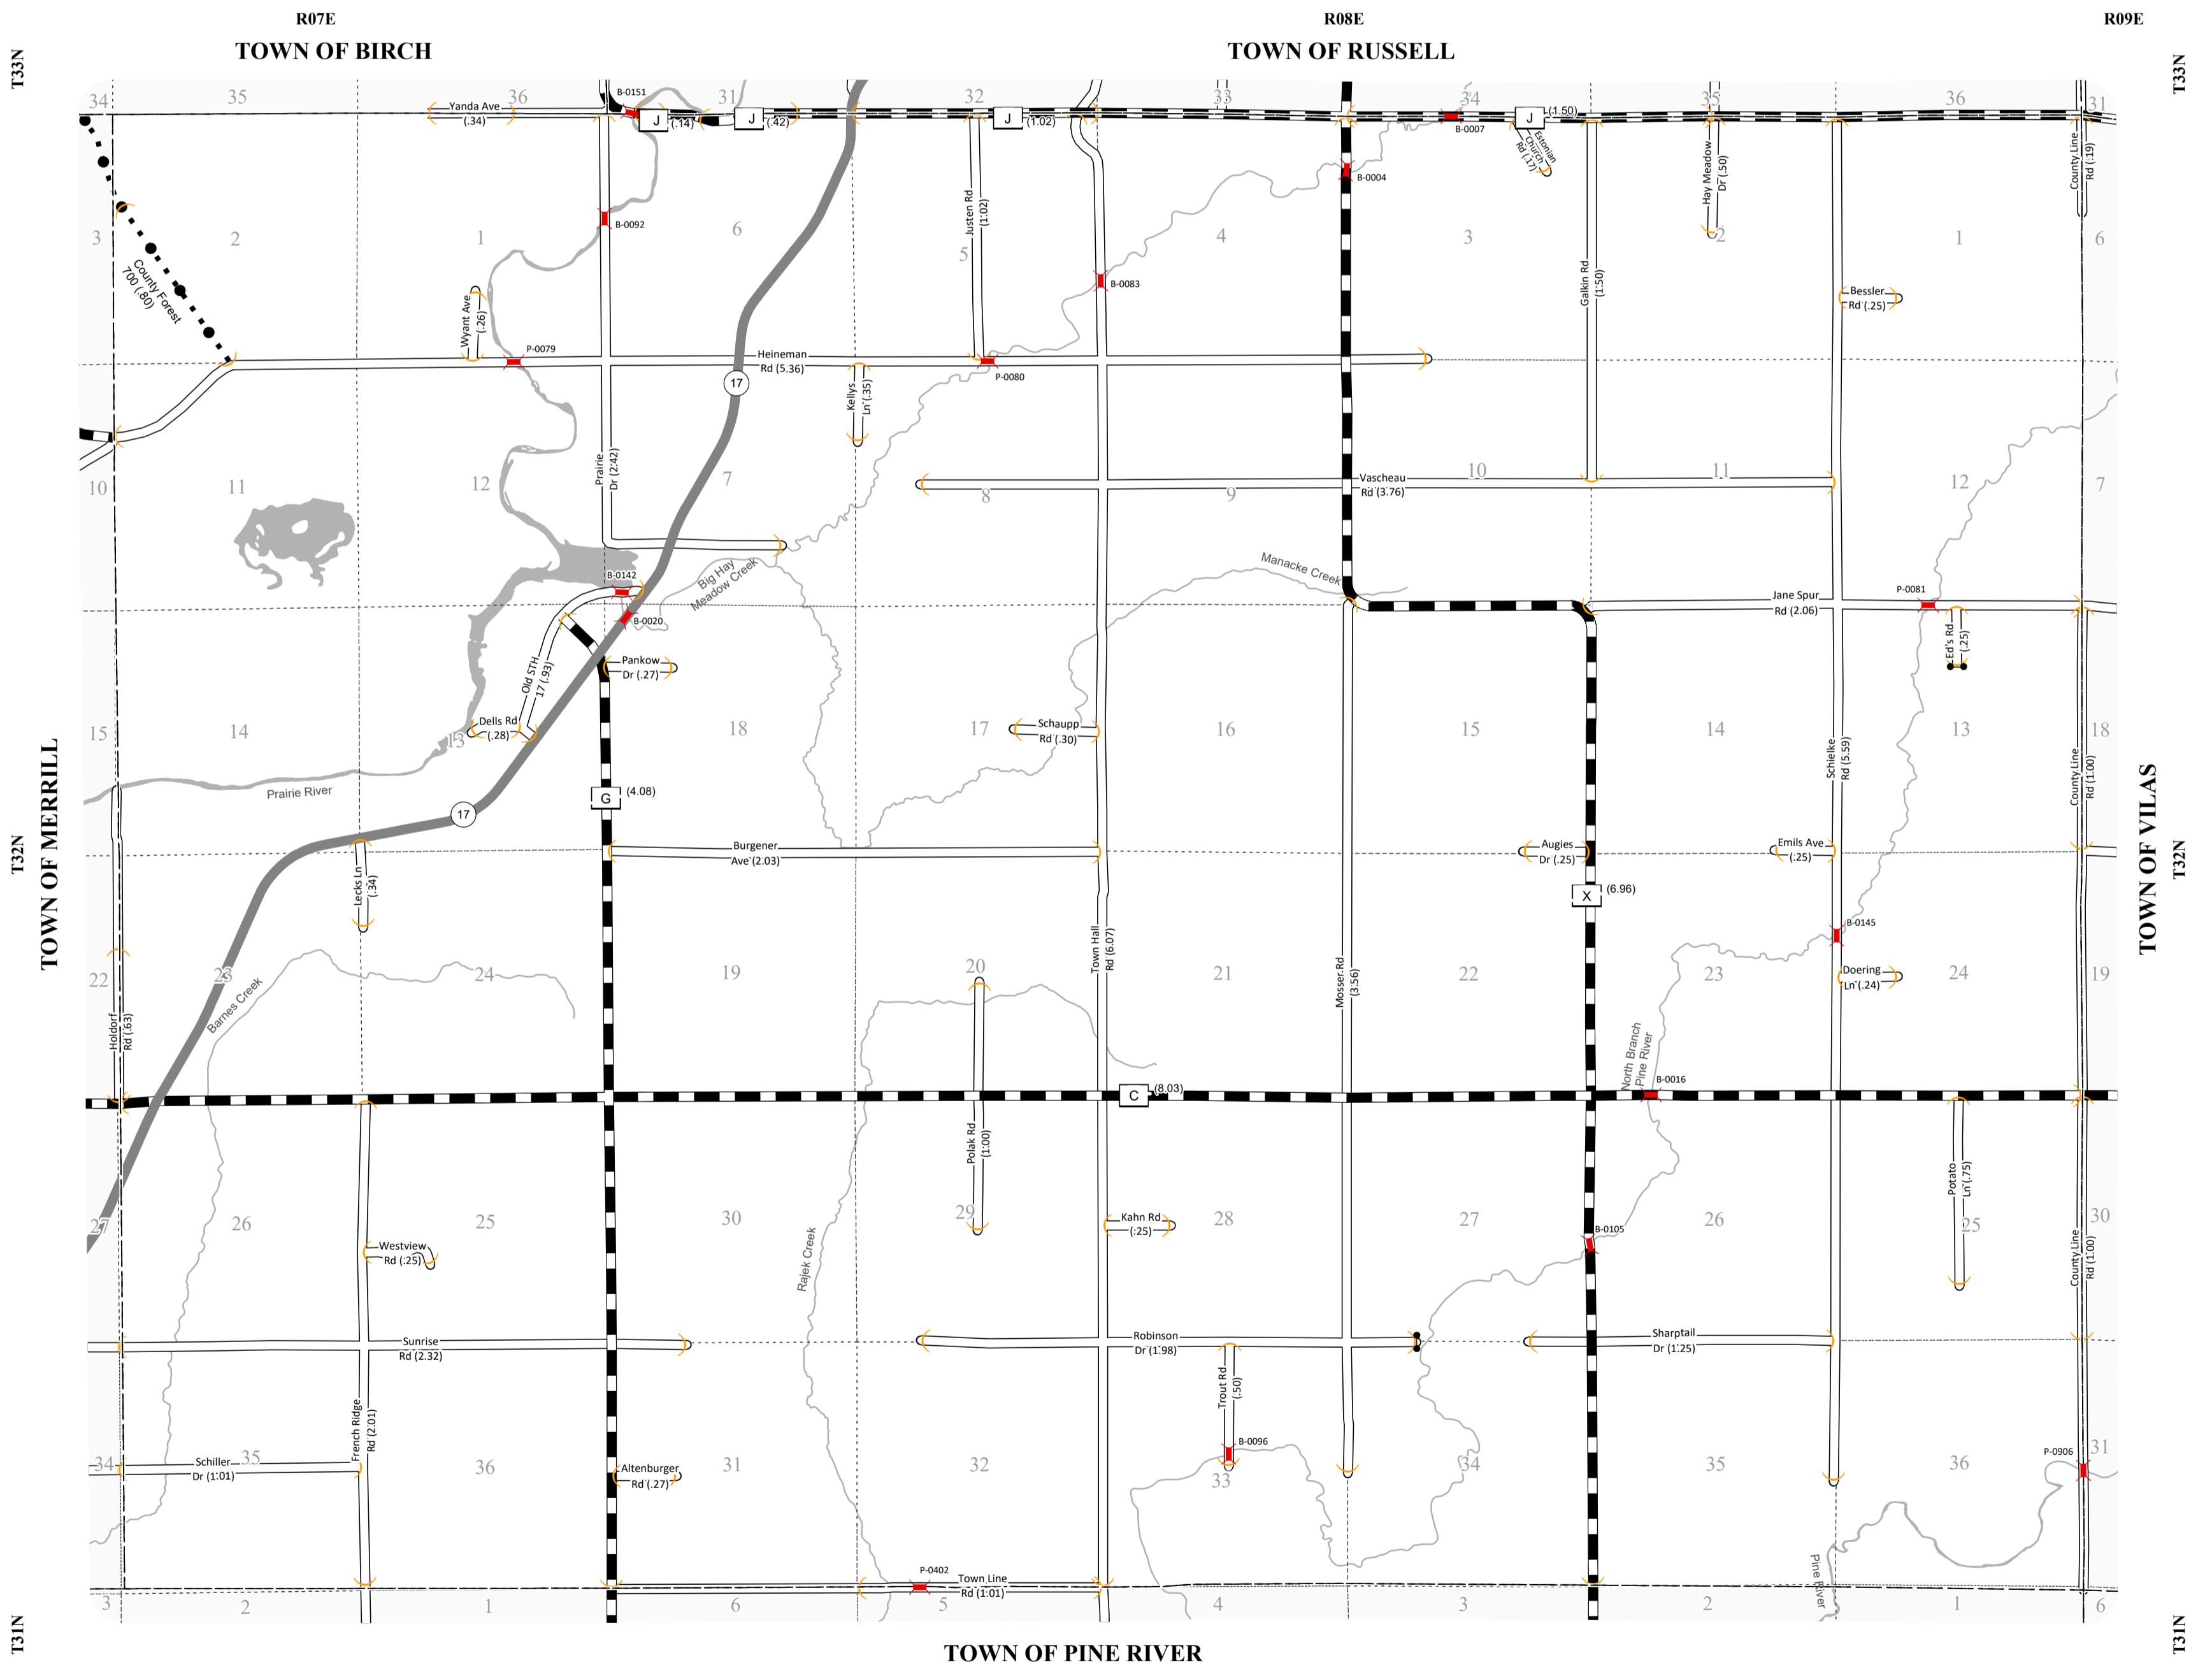 R07E
R08E
R09E
TOWN OF BIRCH
TOWN OF RUSSELL
T33N
T33N
34
35
36
31
32
33
34
35
36
31
B-0151
Yanda Ave
(.34)
J
(.14)
J
(.42)
J
(1.02)
J
(1.50)
B-0007
Estonian
Church
Rd (.17)
Hay Meadow
Dr (.50)
County Line
Rd (.19)
B-0004
B-0092
Justen Rd
(1.02)
3
2
1
6
5
4
3
2
1
6
County Forest
700 (.80)
Wyant Ave
(.26)
B-0083
Galkin Rd
(1.50)
Bessler
Rd (.25)
P-0079
Heineman
Rd (5.36)
17
P-0080
Kellys
Ln (.35)
Prairie
Dr (2.42)
10
11
12
7
8
9
10
11
12
7
Vascheau
Rd (3.76)
B-0142
Big Hay
Meadow Creek
Manacke Creek
P-0081
Jane Spur
Rd (2.06)
B-0020
Ed's Rd
(.25)
Old STH
17 (.93)
Pankow
Dr (.27)
Dells Rd
(.28)
Schaupp
Rd (.30)
15
14
13
18
17
16
15
14
13
18
Schielke
Rd (5.59)
County Line
Rd (1.00)
TOWN OF MERRILL
TOWN OF VILAS
Prairie River
17
G
(4.08)
T32N
T32N
Burgener
Ave (2.03)
Augies
Dr (.25)
Emils Ave
(.25)
Lecks Ln
(.34)
X
(6.96)
B-0145
Town Hall
Rd (6.07)
Mosser Rd
(3.56)
22
23
24
19
20
21
22
23
24
19
Doering
Ln (.24)
Barnes Creek
Holdorf
Rd (.63)
North Branch
Pine River
B-0016
C
(8.03)
Polak Rd
(1.00)
Potato
Ln (.75)
27
26
25
30
29
28
27
26
25
30
Kahn Rd
(.25)
B-0105
Westview
Rd (.25)
Rajek Creek
County Line
Rd (1.00)
Sunrise
Rd (2.32)
Robinson
Dr (1.98)
Sharptail
Dr (1.25)
Trout Rd
(.50)
French Ridge
Rd (2.01)
B-0096
P-0906
34
35
36
31
32
33
34
35
36
31
Schiller
Dr (1.01)
Altenburger
Rd (.27)
P-0402
Town Line
Rd (1.01)
Pine River
3
2
1
6
5
4
3
2
1
6
T31N
T31N
TOWN OF PINE RIVER